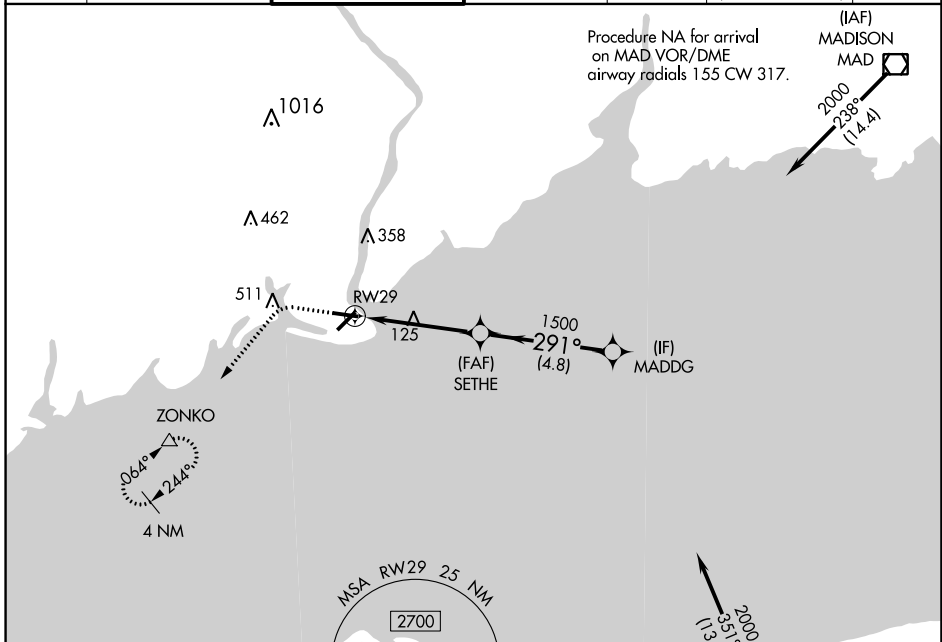 Procedure NA for arrival
on MAD VOR/DME
airway radials 155 CW 317.
(IAF)
MADISON
MAD
2000
238°
(14.4)
1016
462
358
511
RW29
125
(FAF)
SETHE
1500
291°
(4.8)
(IF)
MADDG
ZONKO
064°
244°
4 NM
MSA RW29 25 NM
2700
2000